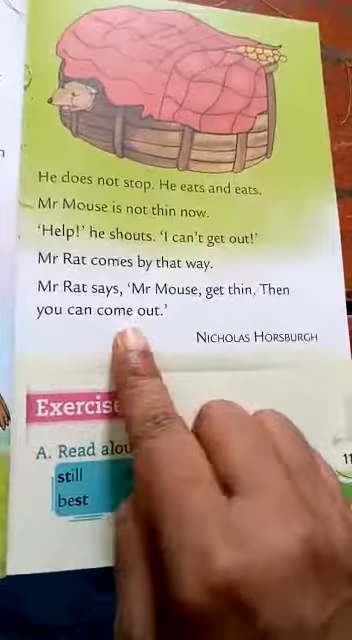 He does not stop. He eats and eats.
Mr Mouse is not thin now.
‘Help!’ he shouts. ‘I can’t get out!’
Mr Rat comes by that way.
Mr Rat says, ‘Mr Mouse, get thin. Then
you can come out.’
NICHOLAS HORSBURGH
Exercise
A. Read
still
best
11